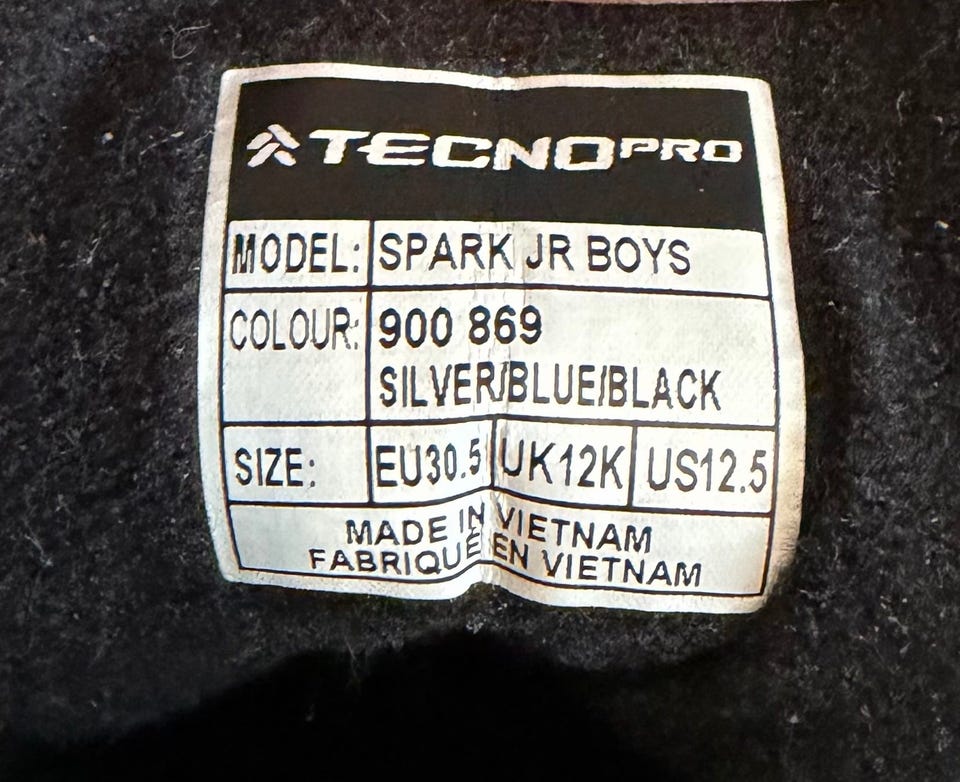 TECNOPRO
MODEL: SPARK JR BOYS
COLOUR: 900 869
SILVER/BLUE/BLACK
SIZE: EU30.5 UK12K US12.5
MADE IN VIETNAM
FABRIQUÉ EN VIETNAM